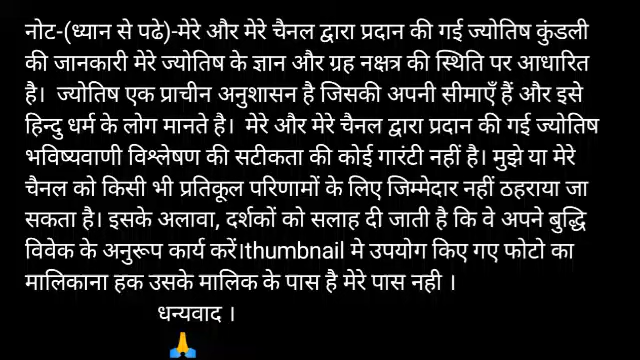 नोट-(ध्यान से पढे)-मेरे और मेरे चैनल द्वारा प्रदान की गई ज्योतिष कुंडली
की जानकारी मेरे ज्योतिष के ज्ञान और ग्रह नक्षत्र की स्थिति पर आधारित
है।  ज्योतिष एक प्राचीन अनुशासन है जिसकी अपनी सीमाएँ हैं और इसे
हिन्दु धर्म के लोग मानते है।  मेरे और मेरे चैनल द्वारा प्रदान की गई ज्योतिष
भविष्यवाणी विश्लेषण की सटीकता की कोई गारंटी नहीं है। मुझे या मेरे
चैनल को किसी भी प्रतिकूल परिणामों के लिए जिम्मेदार नहीं ठहराया जा
सकता है। इसके अलावा, दर्शकों को सलाह दी जाती है कि वे अपने बुद्धि
विवेक के अनुरूप कार्य करें।thumbnail मे उपयोग किए गए फोटो का
मालिकाना हक उसके मालिक के पास है मेरे पास नही ।
धन्यवाद ।
🙏